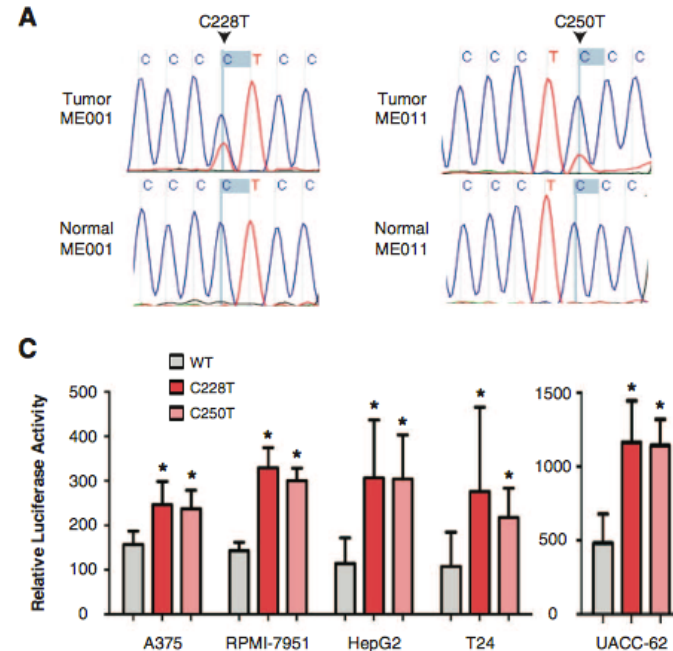 A
C228T
C250T
C C C C T C C
C C C T C C C
Tumor
ME001
Tumor
ME011
C C C C T C C
C C C T C C C
Normal
ME001
Normal
ME011
C
WT
C228T
C250T
Relative Luciferase Activity
500
400
300
200
100
0
* * * * * * * *
A375
RPMI-7951
HepG2
T24
1500
1000
500
0
* *
UACC-62